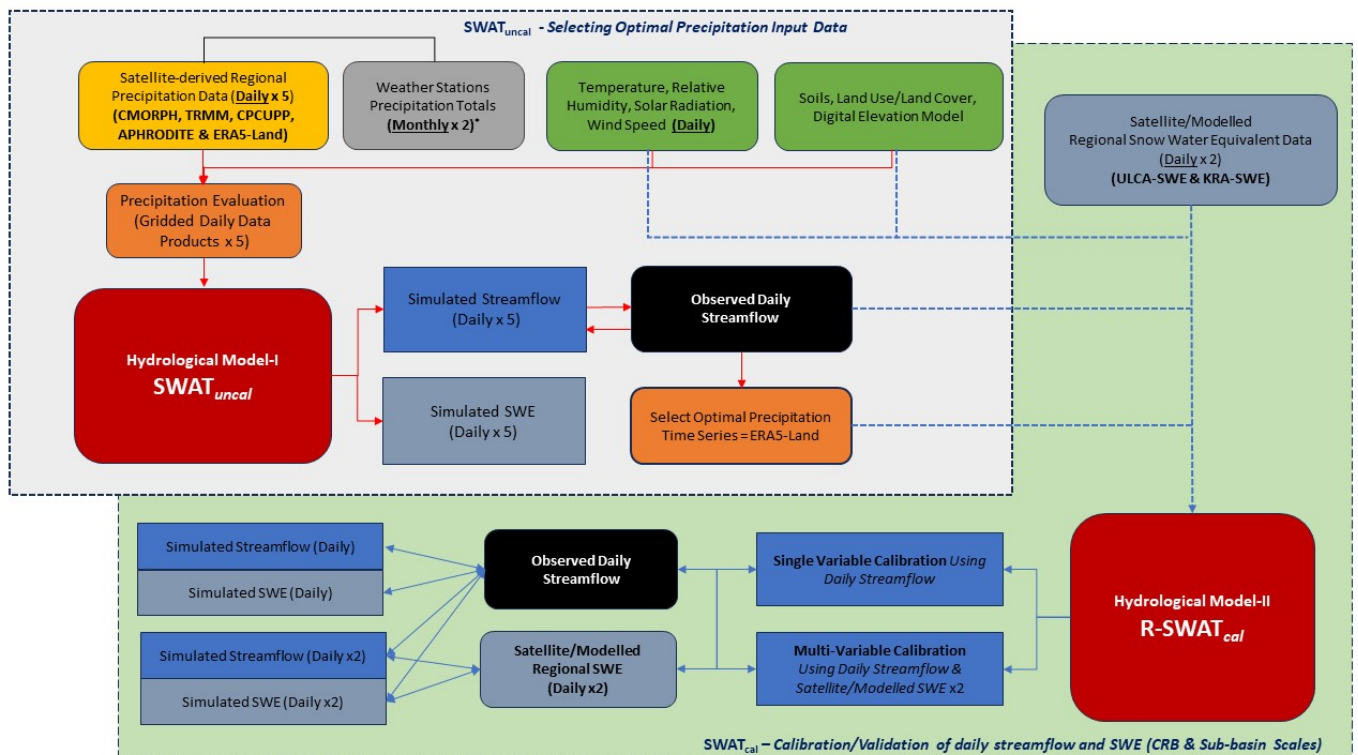 SWATuncal - Selecting Optimal Precipitation Input Data
Satellite-derived Regional
Precipitation Data (Daily x 5)
(CMORPH, TRMM, CPCUPP,
APHRODITE & ERA5-Land)
Weather Stations
Precipitation Totals
(Monthly x 2)*
Temperature, Relative
Humidity, Solar Radiation,
Wind Speed (Daily)
Soils, Land Use/Land Cover,
Digital Elevation Model
Satellite/Modelled
Regional Snow Water Equivalent Data
(Daily x 2)
(ULCA-SWE & KRA-SWE)
Precipitation Evaluation
(Gridded Daily Data
Products x 5)
Hydrological Model-I
SWATuncal
Simulated Streamflow
(Daily x 5)
Observed Daily
Streamflow
Simulated SWE
(Daily x 5)
Select Optimal Precipitation
Time Series = ERA5-Land
Simulated Streamflow (Daily)
Simulated SWE (Daily)
Observed Daily
Streamflow
Single Variable Calibration Using
Daily Streamflow
Hydrological Model-II
R-SWATcal
Simulated Streamflow (Daily x2)
Simulated SWE (Daily x2)
Satellite/Modelled
Regional SWE
(Daily x2)
Multi-Variable Calibration
Using Daily Streamflow &
Satellite/Modelled SWE x2
SWATcal – Calibration/Validation of daily streamflow and SWE (CRB & Sub-basin Scales)